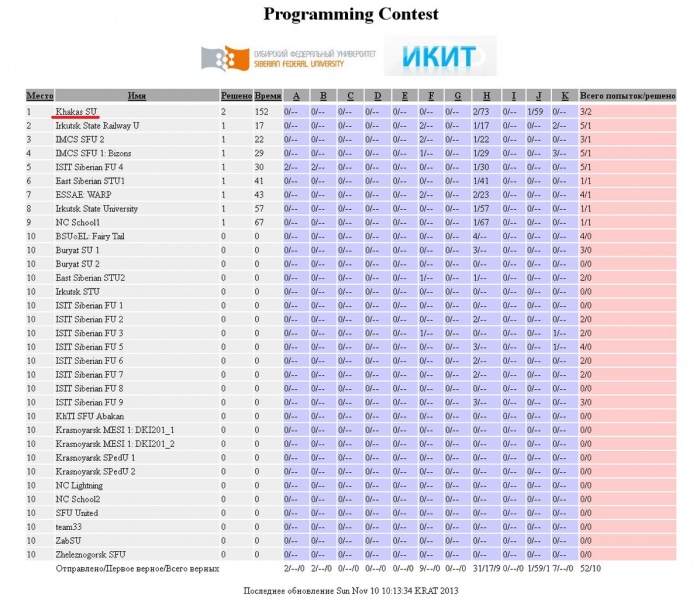 Programming Contest
СИБИРСКИЙ ФЕДЕРАЛЬНЫЙ УНИВЕРСИТЕТ
SIBERIAN FEDERAL UNIVERSITY
ИКИТ
Место Имя Решено Время A B C D E F G H I J K Всего попыток/решено
1 Khakas SU 2 152 0/-- 0/-- 0/-- 0/-- 0/-- 0/-- 0/-- 2/73 0/-- 1/59 0/-- 3/2
2 Irkutsk State Railway U 1 17 0/-- 0/-- 0/-- 0/-- 0/-- 2/-- 0/-- 1/17 0/-- 0/-- 2/-- 5/1
3 IMCS SFU 2 1 22 0/-- 0/-- 0/-- 0/-- 0/-- 2/-- 0/-- 1/22 0/-- 0/-- 0/-- 3/1
4 IMCS SFU 1: Bizons 1 29 0/-- 0/-- 0/-- 0/-- 0/-- 1/-- 0/-- 1/29 0/-- 0/-- 3/-- 5/1
5 ISIT Siberian FU 4 1 30 2/-- 2/-- 0/-- 0/-- 0/-- 0/-- 0/-- 1/30 0/-- 0/-- 0/-- 5/1
6 East Siberian STU1 1 41 0/-- 0/-- 0/-- 0/-- 0/-- 0/-- 0/-- 1/41 0/-- 0/-- 0/-- 1/1
7 ESSAE: WARP 1 43 0/-- 0/-- 0/-- 0/-- 0/-- 2/-- 0/-- 2/23 0/-- 0/-- 0/-- 4/1
8 Irkutsk State University 1 57 0/-- 0/-- 0/-- 0/-- 0/-- 0/-- 0/-- 1/57 0/-- 0/-- 0/-- 1/1
9 NC School1 1 67 0/-- 0/-- 0/-- 0/-- 0/-- 0/-- 0/-- 1/67 0/-- 0/-- 0/-- 1/1
10 BSUoEL: Fairy Tail 0 0 0/-- 0/-- 0/-- 0/-- 0/-- 0/-- 0/-- 4/-- 0/-- 0/-- 0/-- 4/0
10 Buryat SU 1 0 0 0/-- 0/-- 0/-- 0/-- 0/-- 0/-- 0/-- 3/-- 0/-- 0/-- 0/-- 3/0
10 Buryat SU 2 0 0 0/-- 0/-- 0/-- 0/-- 0/-- 0/-- 0/-- 0/-- 0/-- 0/-- 0/-- 0/0
10 East Siberian STU2 0 0 0/-- 0/-- 0/-- 0/-- 0/-- 1/-- 0/-- 1/-- 0/-- 0/-- 0/-- 2/0
10 Irkutsk STU 0 0 0/-- 0/-- 0/-- 0/-- 0/-- 0/-- 0/-- 0/-- 0/-- 0/-- 0/-- 0/0
10 ISIT Siberian FU 1 0 0 0/-- 0/-- 0/-- 0/-- 0/-- 0/-- 0/-- 0/-- 0/-- 0/-- 0/-- 0/0
10 ISIT Siberian FU 2 0 0 0/-- 0/-- 0/-- 0/-- 0/-- 0/-- 0/-- 2/-- 0/-- 0/-- 0/-- 2/0
10 ISIT Siberian FU 3 0 0 0/-- 0/-- 0/-- 0/-- 0/-- 1/-- 0/-- 0/-- 0/-- 0/-- 1/-- 2/0
10 ISIT Siberian FU 5 0 0 0/-- 0/-- 0/-- 0/-- 0/-- 0/-- 0/-- 3/-- 0/-- 0/-- 1/-- 4/0
10 ISIT Siberian FU 6 0 0 0/-- 0/-- 0/-- 0/-- 0/-- 0/-- 0/-- 2/-- 0/-- 0/-- 0/-- 2/0
10 ISIT Siberian FU 7 0 0 0/-- 0/-- 0/-- 0/-- 0/-- 0/-- 0/-- 2/-- 0/-- 0/-- 0/-- 2/0
10 ISIT Siberian FU 8 0 0 0/-- 0/-- 0/-- 0/-- 0/-- 0/-- 0/-- 0/-- 0/-- 0/-- 0/-- 0/0
10 ISIT Siberian FU 9 0 0 0/-- 0/-- 0/-- 0/-- 0/-- 0/-- 0/-- 3/-- 0/-- 0/-- 0/-- 3/0
10 KhTI SFU Abakan 0 0 0/-- 0/-- 0/-- 0/-- 0/-- 0/-- 0/-- 0/-- 0/-- 0/-- 0/-- 0/0
10 Krasnoyarsk MESI 1: DKI201_1 0 0 0/-- 0/-- 0/-- 0/-- 0/-- 0/-- 0/-- 0/-- 0/-- 0/-- 0/-- 0/0
10 Krasnoyarsk MESI 1: DKI201_2 0 0 0/-- 0/-- 0/-- 0/-- 0/-- 0/-- 0/-- 0/-- 0/-- 0/-- 0/-- 0/0
10 Krasnoyarsk SPedU 1 0 0 0/-- 0/-- 0/-- 0/-- 0/-- 0/-- 0/-- 0/-- 0/-- 0/-- 0/-- 0/0
10 Krasnoyarsk SPedU 2 0 0 0/-- 0/-- 0/-- 0/-- 0/-- 0/-- 0/-- 0/-- 0/-- 0/-- 0/-- 0/0
10 NC Lightning 0 0 0/-- 0/-- 0/-- 0/-- 0/-- 0/-- 0/-- 0/-- 0/-- 0/-- 0/-- 0/0
10 NC School2 0 0 0/-- 0/-- 0/-- 0/-- 0/-- 0/-- 0/-- 0/-- 0/-- 0/-- 0/-- 0/0
10 SFU United 0 0 0/-- 0/-- 0/-- 0/-- 0/-- 0/-- 0/-- 0/-- 0/-- 0/-- 0/-- 0/0
10 team33 0 0 0/-- 0/-- 0/-- 0/-- 0/-- 0/-- 0/-- 0/-- 0/-- 0/-- 0/-- 0/0
10 ZabSU 0 0 0/-- 0/-- 0/-- 0/-- 0/-- 0/-- 0/-- 0/-- 0/-- 0/-- 0/-- 0/0
10 Zheleznogorsk SFU 0 0 0/-- 0/-- 0/-- 0/-- 0/-- 0/-- 0/-- 0/-- 0/-- 0/-- 0/-- 0/0
Отправлено/Первое верное/Всего верных 2/--/0 2/--/0 0/--/0 0/--/0 0/--/0 9/--/0 0/--/0 31/17/9 0/--/0 1/59/1 7/--/0 52/10
Последнее обновление Sun Nov 10 10:13:34 KRAT 2013